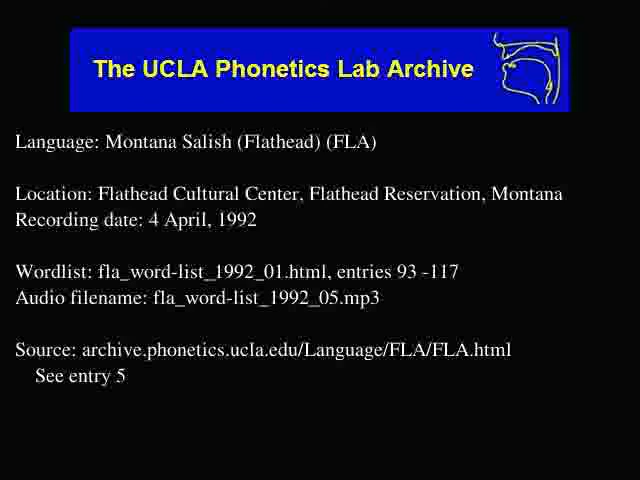 The UCLA Phonetics Lab Archive
Language: Montana Salish (Flathead) (FLA)
Location: Flathead Cultural Center, Flathead Reservation, Montana
Recording date: 4 April, 1992
Wordlist: fla_word-list_1992_01.html, entries 93 -117
Audio filename: fla_word-list_1992_05.mp3
Source: archive.phonetics.ucla.edu/Language/FLA/FLA.html
See entry 5